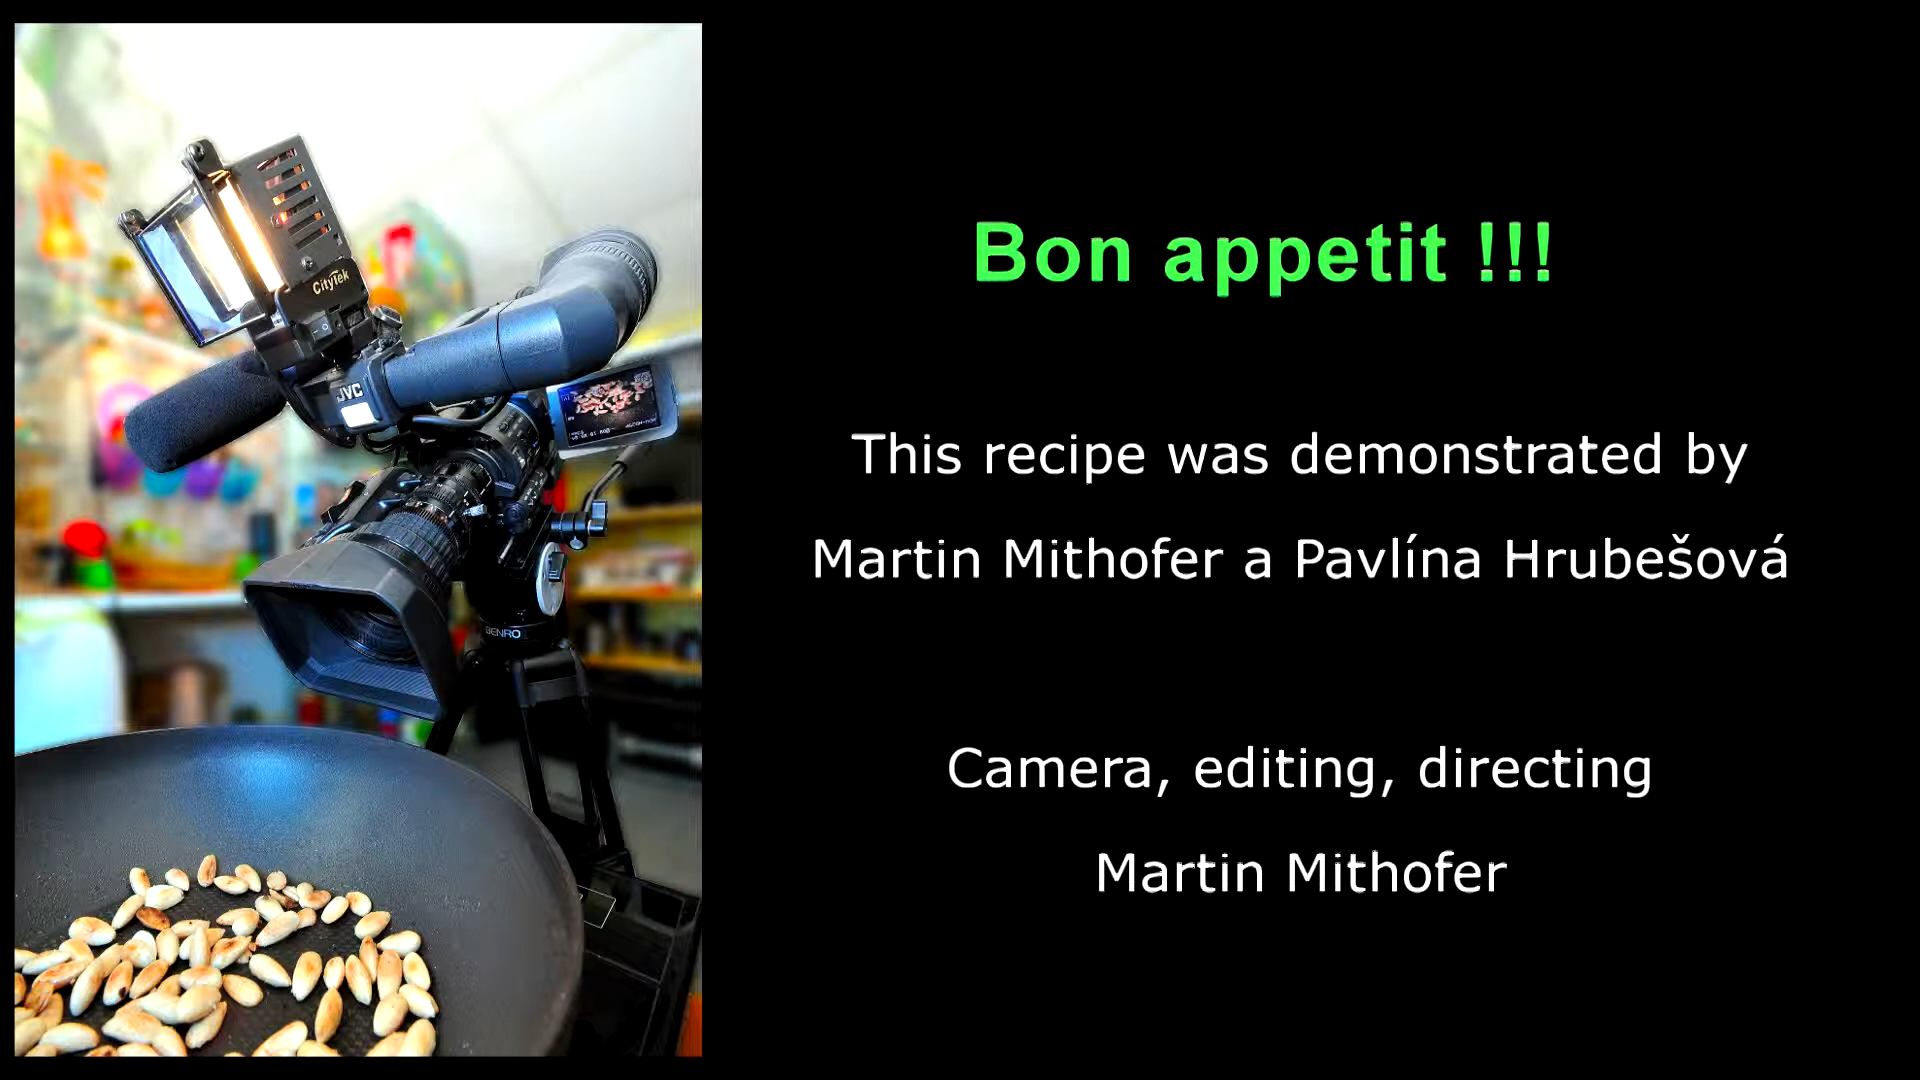 Bon appetit !!!
This recipe was demonstrated by
Martin Mithofer a Pavlína Hrubešová
Camera, editing, directing
Martin Mithofer
CityTek
JVC
BENRO